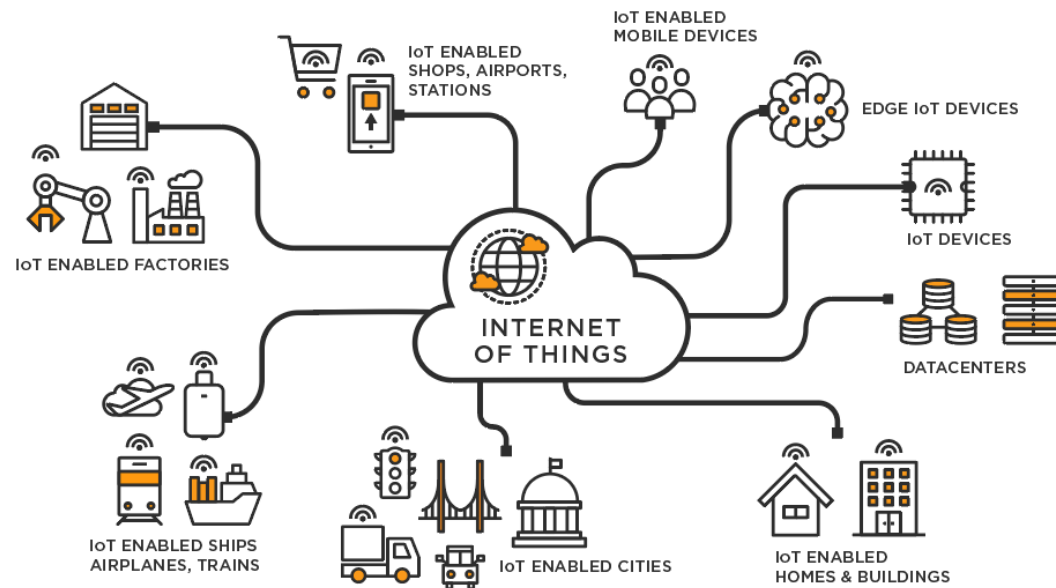 IoT ENABLED
MOBILE DEVICES
IoT ENABLED
SHOPS, AIRPORTS,
STATIONS
EDGE IoT DEVICES
IoT DEVICES
IoT ENABLED FACTORIES
INTERNET
OF THINGS
DATACENTERS
IoT ENABLED SHIPS
AIRPLANES, TRAINS
IoT ENABLED CITIES
IoT ENABLED
HOMES & BUILDINGS